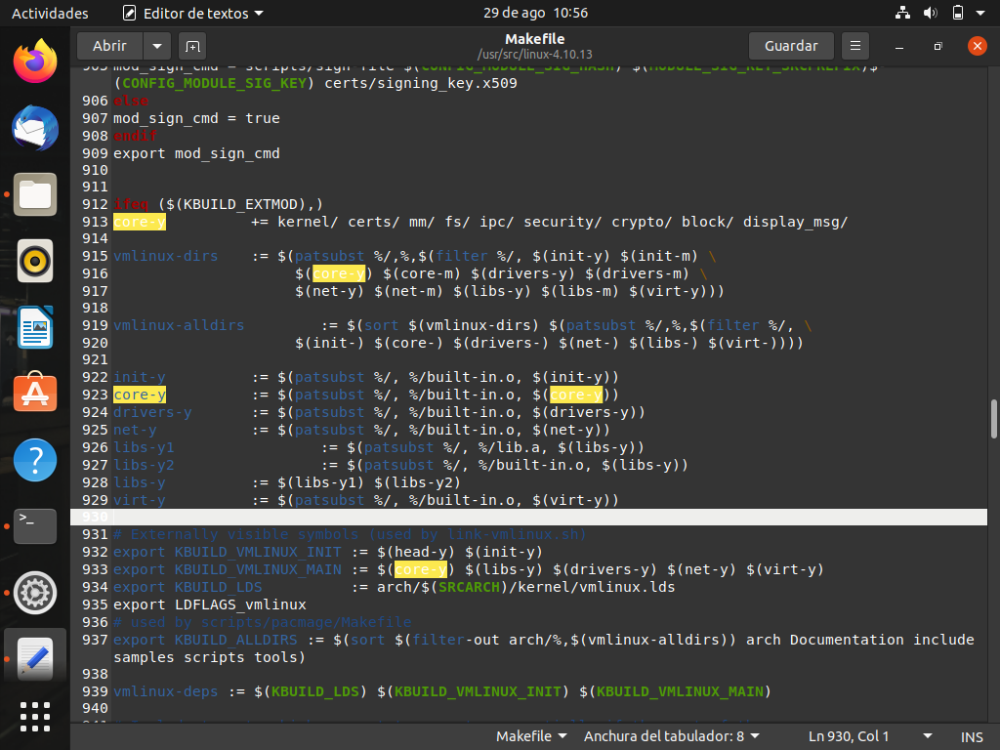 Actividades
Editor de textos
29 de ago 10:56
Abrir
Makefile
/usr/src/linux-4.10.13
Guardar
905 mod_sign_cmd = scripts/sign-file $(CONFIG_MODULE_SIG_HASH) $(MODULE_SIG_KEY_SRCPREFIX)$
(CONFIG_MODULE_SIG_KEY) certs/signing_key.x509
906 else
907 mod_sign_cmd = true
908 endif
909 export mod_sign_cmd
910
911
912 ifeq ($(KBUILD_EXTMOD),)
913 core-y += kernel/ certs/ mm/ fs/ ipc/ security/ crypto/ block/ display_msg/
914
915 vmlinux-dirs := $(patsubst %/,%,$(filter %/, $(init-y) $(init-m) \
916 $(core-y) $(core-m) $(drivers-y) $(drivers-m) \
917 $(net-y) $(net-m) $(libs-y) $(libs-m) $(virt-y)))
918
919 vmlinux-alldirs := $(sort $(vmlinux-dirs) $(patsubst %/,%,$(filter %/, \
920 $(init-) $(core-) $(drivers-) $(net-) $(libs-) $(virt-))))
921
922 init-y := $(patsubst %/, %/built-in.o, $(init-y))
923 core-y := $(patsubst %/, %/built-in.o, $(core-y))
924 drivers-y := $(patsubst %/, %/built-in.o, $(drivers-y))
925 net-y := $(patsubst %/, %/built-in.o, $(net-y))
926 libs-y1 := $(patsubst %/, %/lib.a, $(libs-y))
927 libs-y2 := $(patsubst %/, %/built-in.o, $(libs-y))
928 libs-y := $(libs-y1) $(libs-y2)
929 virt-y := $(patsubst %/, %/built-in.o, $(virt-y))
930
931 # Externally visible symbols (used by link-vmlinux.sh)
932 export KBUILD_VMLINUX_INIT := $(head-y) $(init-y)
933 export KBUILD_VMLINUX_MAIN := $(core-y) $(libs-y) $(drivers-y) $(net-y) $(virt-y)
934 export KBUILD_LDS := arch/$(SRCARCH)/kernel/vmlinux.lds
935 export LDFLAGS_vmlinux
936 # used by scripts/pacmage/Makefile
937 export KBUILD_ALLDIRS := $(sort $(filter-out arch/%,$(vmlinux-alldirs)) arch Documentation include
samples scripts tools)
938
939 vmlinux-deps := $(KBUILD_LDS) $(KBUILD_VMLINUX_INIT) $(KBUILD_VMLINUX_MAIN)
940
Makefile
Anchura del tabulador: 8
Ln 930, Col 1
INS